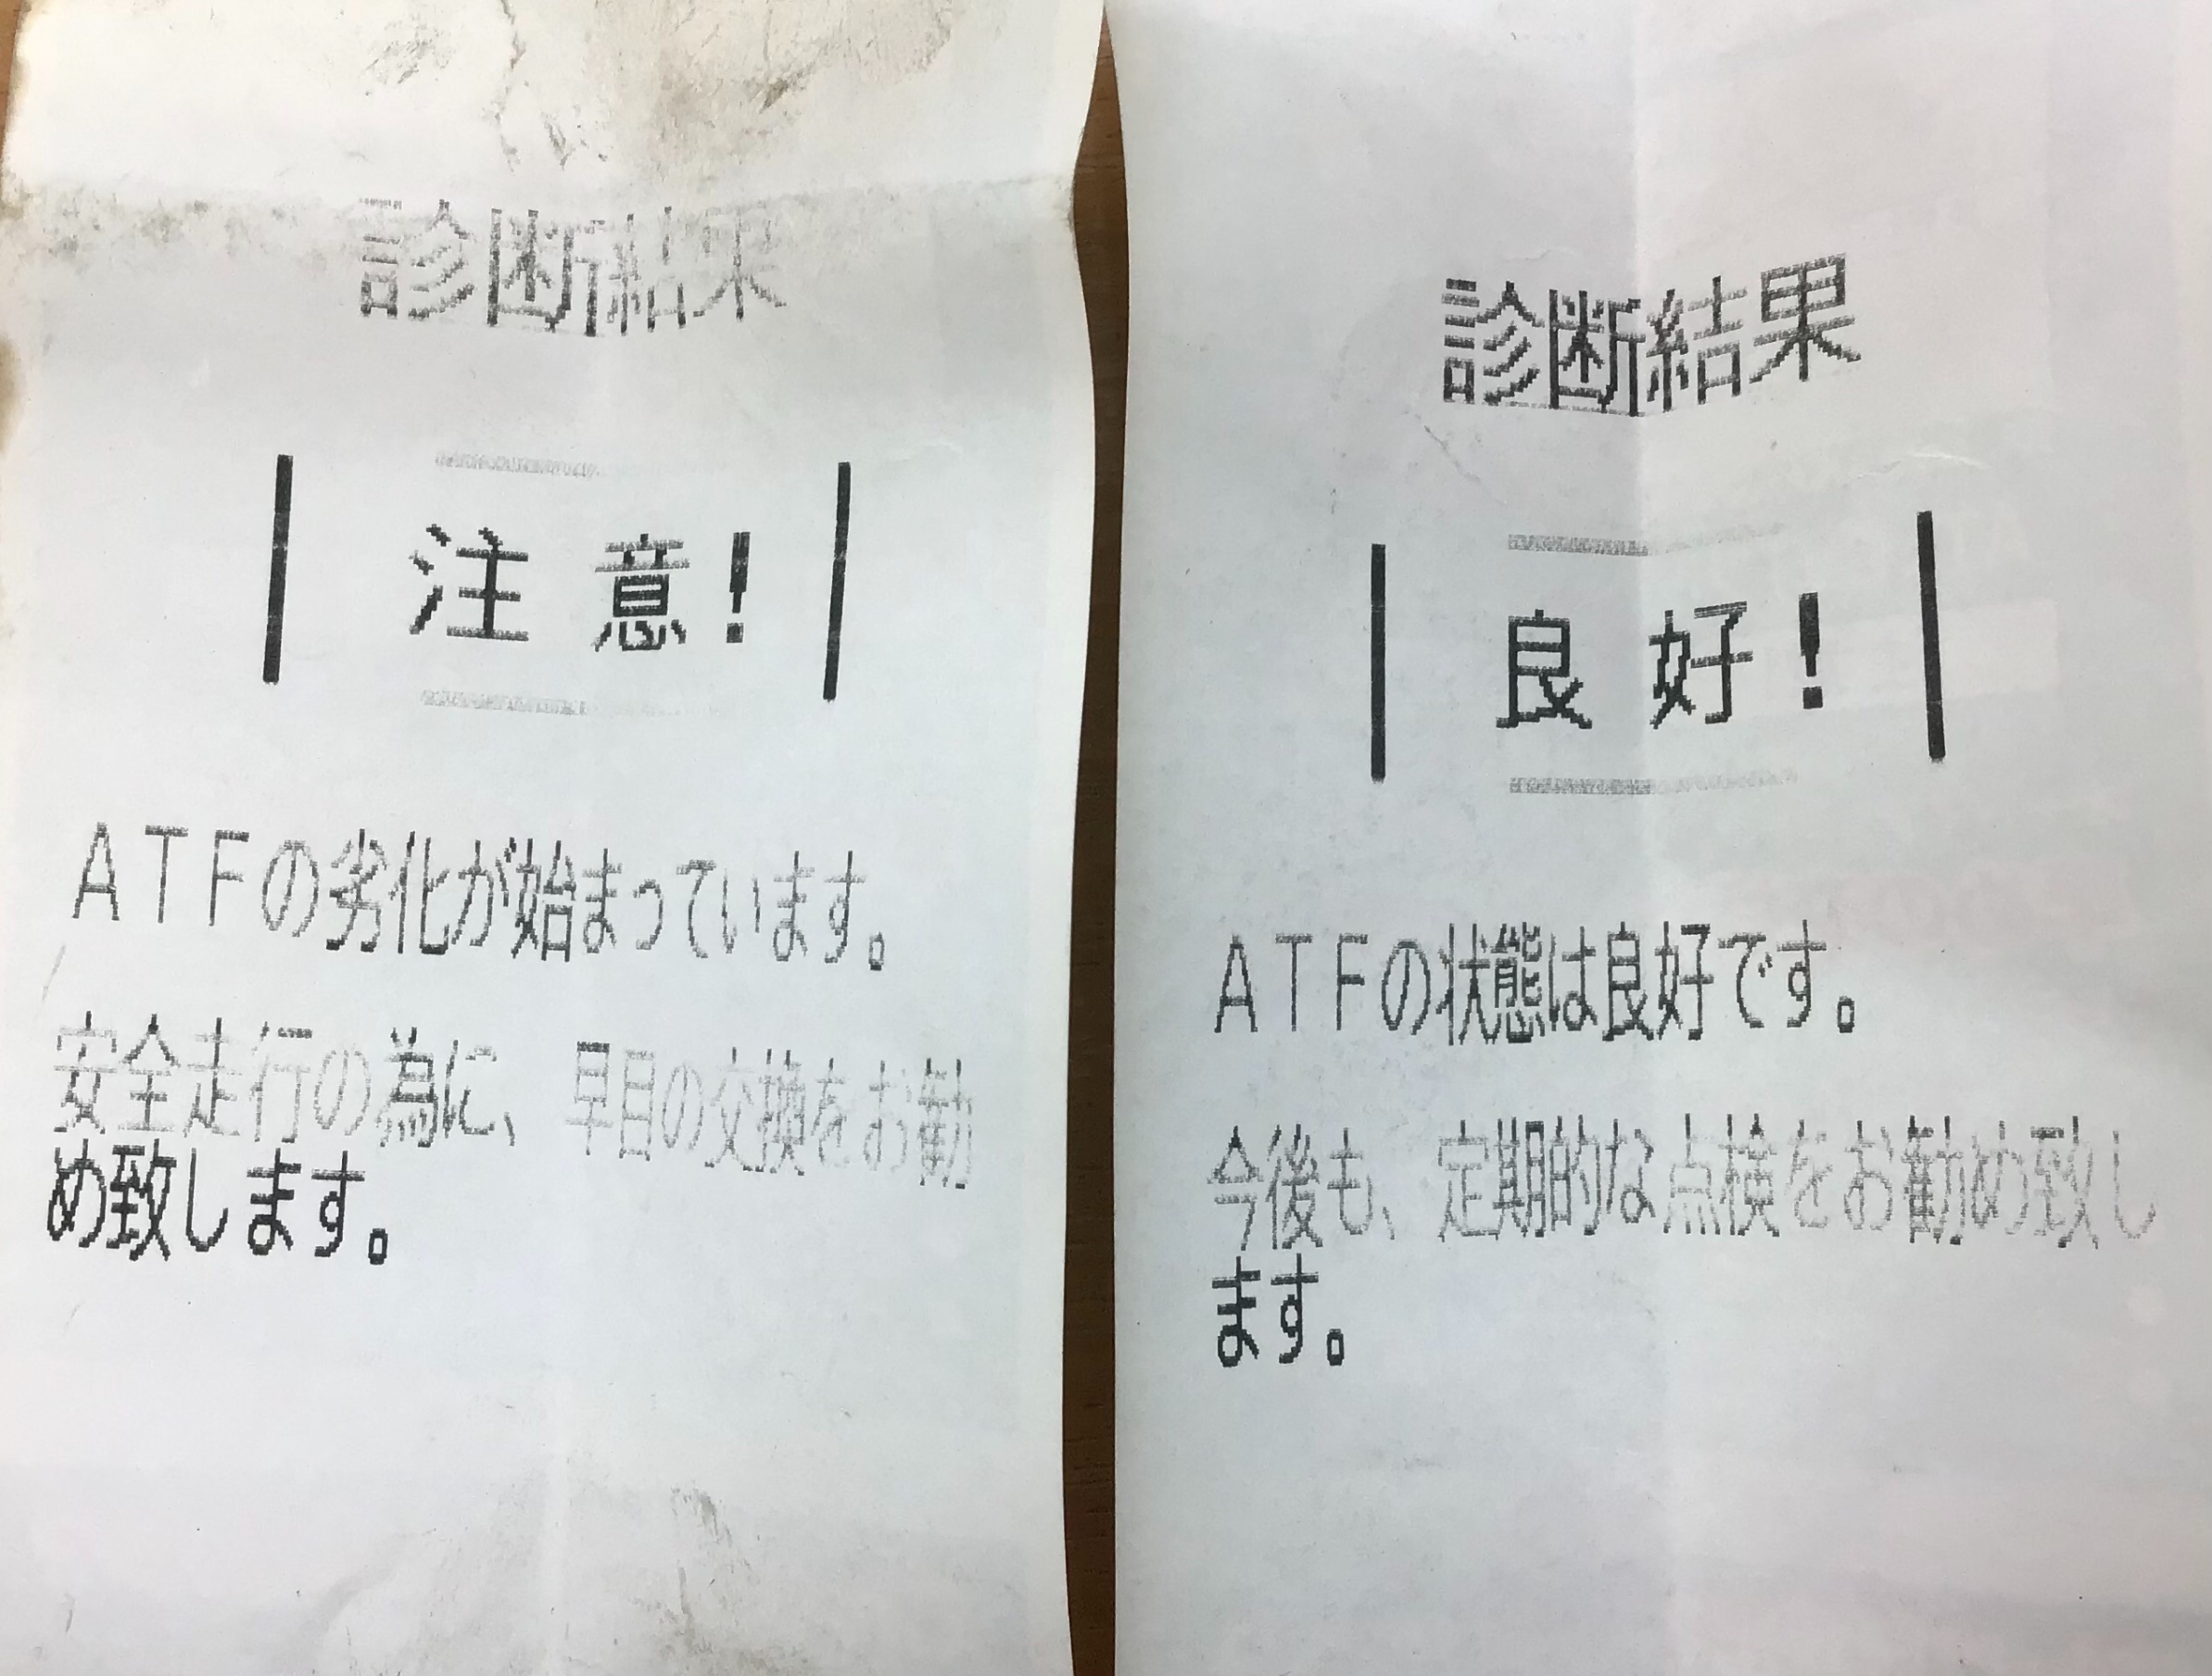 診断結果
注意!
ATFの劣化が始まっています。
安全走行の為に、早目の交換をお勧
め致します。
診断結果
良好!
ATFの状態は良好です。
今後も、定期的な点検をお勧め致し
ます。